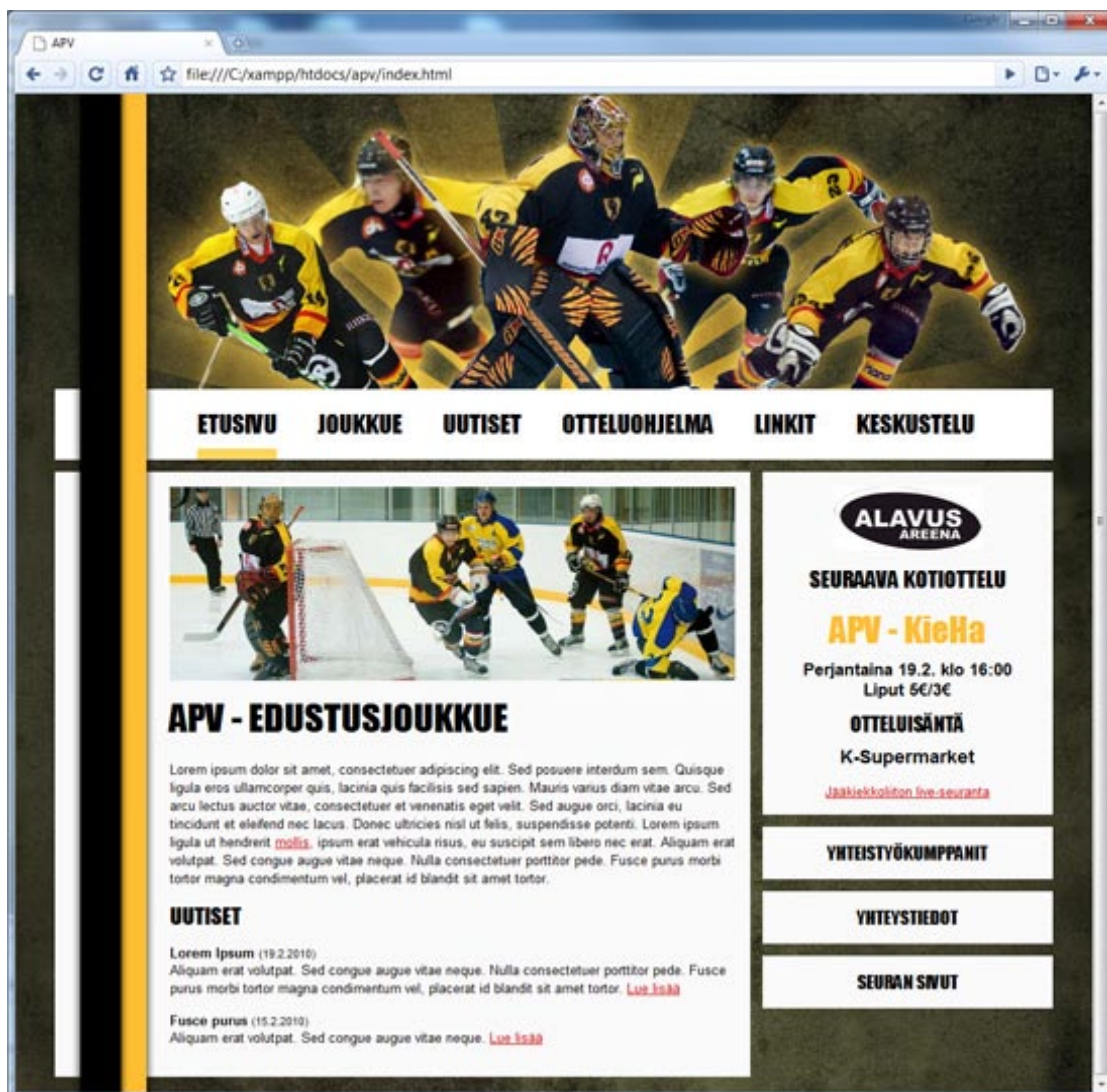 APV
file:///C:/xampp/htdocs/apv/index.html
ETUSIVU JOUKKUE UUTISET OTTELUOHJELMA LINKIT KESKUSTELU
APV - EDUSTUSJOUKKUE
Lorem ipsum dolor sit amet, consectetuer adipiscing elit. Sed posuere interdum sem. Quisque
ligula eros ullamcorper quis, lacinia quis facilisis sed sapien. Mauris varius diam vitae arcu. Sed
arcu lectus auctor vitae, consectetuer et venenatis eget velit. Sed augue orci, lacinia eu
tincidunt et eleifend nec lacus. Donec ultricies nisl ut felis, suspendisse potenti. Lorem ipsum
ligula ut hendrerit mollis, ipsum erat vehicula risus, eu suscipit sem libero nec erat. Aliquam erat
volutpat. Sed congue augue vitae neque. Nulla consectetuer porttitor pede. Fusce purus morbi
tortor magna condimentum vel, placerat id blandit sit amet tortor.
UUTISET
Lorem Ipsum (19.2.2010)
Aliquam erat volutpat. Sed congue augue vitae neque. Nulla consectetuer porttitor pede. Fusce
purus morbi tortor magna condimentum vel, placerat id blandit sit amet tortor. Lue lisää
Fusce purus (15.2.2010)
Aliquam erat volutpat. Sed congue augue vitae neque. Lue lisää
ALAVUS
AREENA
SEURAAVA KOTIOTTELU
APV - KieHa
Perjantaina 19.2. klo 16:00
Liput 5€/3€
OTTELUISÄNTÄ
K-Supermarket
Jääkiekkoliiton live-seuranta
YHTEISTYÖKUMPPANIT
YHTEYSTIEDOT
SEURAN SIVUT